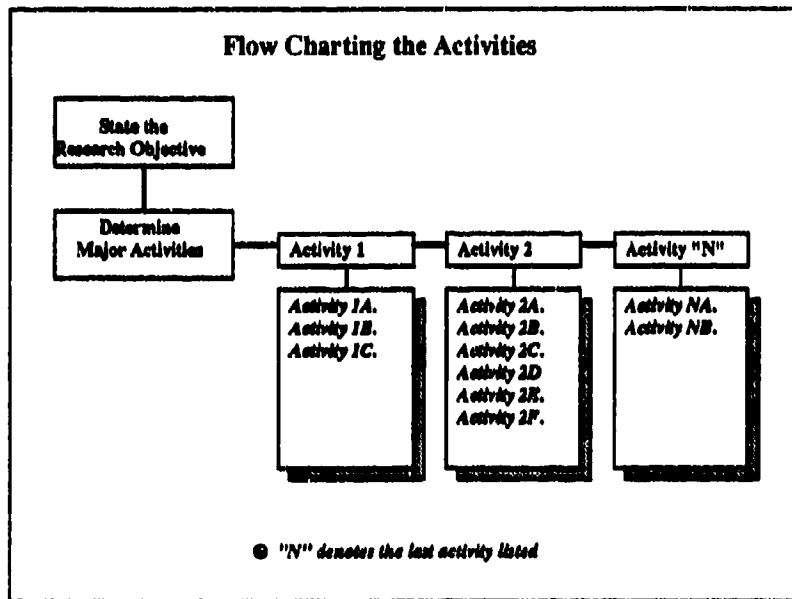 Flow Charting the Activities
State the
Research Objective
Determine
Major Activities
Activity 1
Activity 2
Activity "N"
Activity 1A.
Activity 1B.
Activity 1C.
Activity 2A.
Activity 2B.
Activity 2C.
Activity 2D
Activity 2E.
Activity 2F.
Activity NA.
Activity NB.
"N" denotes the last activity listed